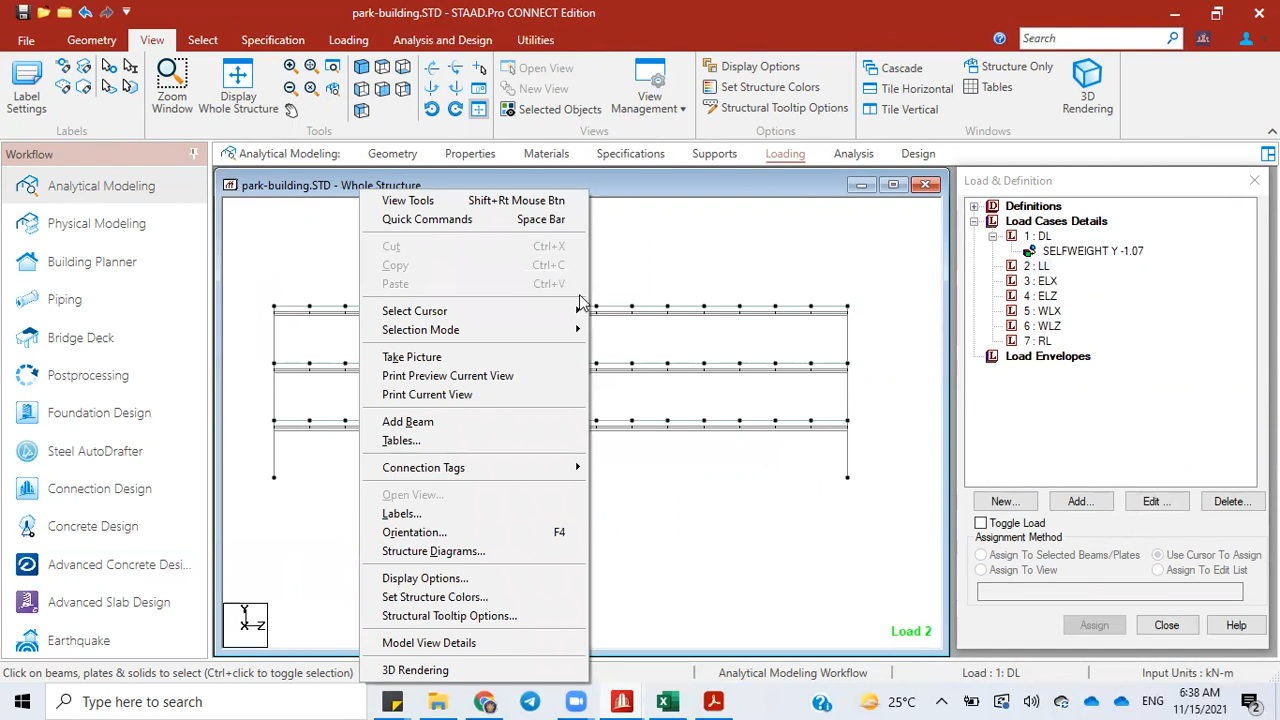 park-building.STD - STAAD.Pro CONNECT Edition
File
Geometry
View
Select
Specification
Loading
Analysis and Design
Utilities
Search
Label Settings
Labels
Zoom Window
Display Whole Structure
Tools
Open View
New View
Selected Objects
View Management
Views
Display Options
Set Structure Colors
Structural Tooltip Options
Options
Cascade
Tile Horizontal
Tile Vertical
Structure Only
Tables
Windows
3D Rendering
Workflow
Analytical Modeling:
Geometry
Properties
Materials
Specifications
Supports
Loading
Analysis
Design
Analytical Modeling
Physical Modeling
Building Planner
Piping
Bridge Deck
Postprocessing
Foundation Design
Steel AutoDrafter
Connection Design
Concrete Design
Advanced Concrete Desi...
Advanced Slab Design
Earthquake
park-building.STD - Whole Structure
View Tools Shift+Rt Mouse Btn
Quick Commands Space Bar
Cut Ctrl+X
Copy Ctrl+C
Paste Ctrl+V
Select Cursor
Selection Mode
Take Picture
Print Preview Current View
Print Current View
Add Beam
Tables...
Connection Tags
Open View...
Labels...
Orientation... F4
Structure Diagrams...
Display Options...
Set Structure Colors...
Structural Tooltip Options...
Model View Details
3D Rendering
Y
X Z
Load 2
Load & Definition
Definitions
Load Cases Details
1 : DL
SELFWEIGHT Y -1.07
2 : LL
3 : ELX
4 : ELZ
5 : WLX
6 : WLZ
7 : RL
Load Envelopes
New...
Add...
Edit ...
Delete...
Toggle Load
Assignment Method
Assign To Selected Beams/Plates
Use Cursor To Assign
Assign To View
Assign To Edit List
Assign
Close
Help
Click on beams, plates & solids to select (Ctrl+click to toggle selection)
Analytical Modeling Workflow
Load : 1: DL
Input Units : kN-m
Type here to search
25°C
ENG
6:38 AM
11/15/2021
2